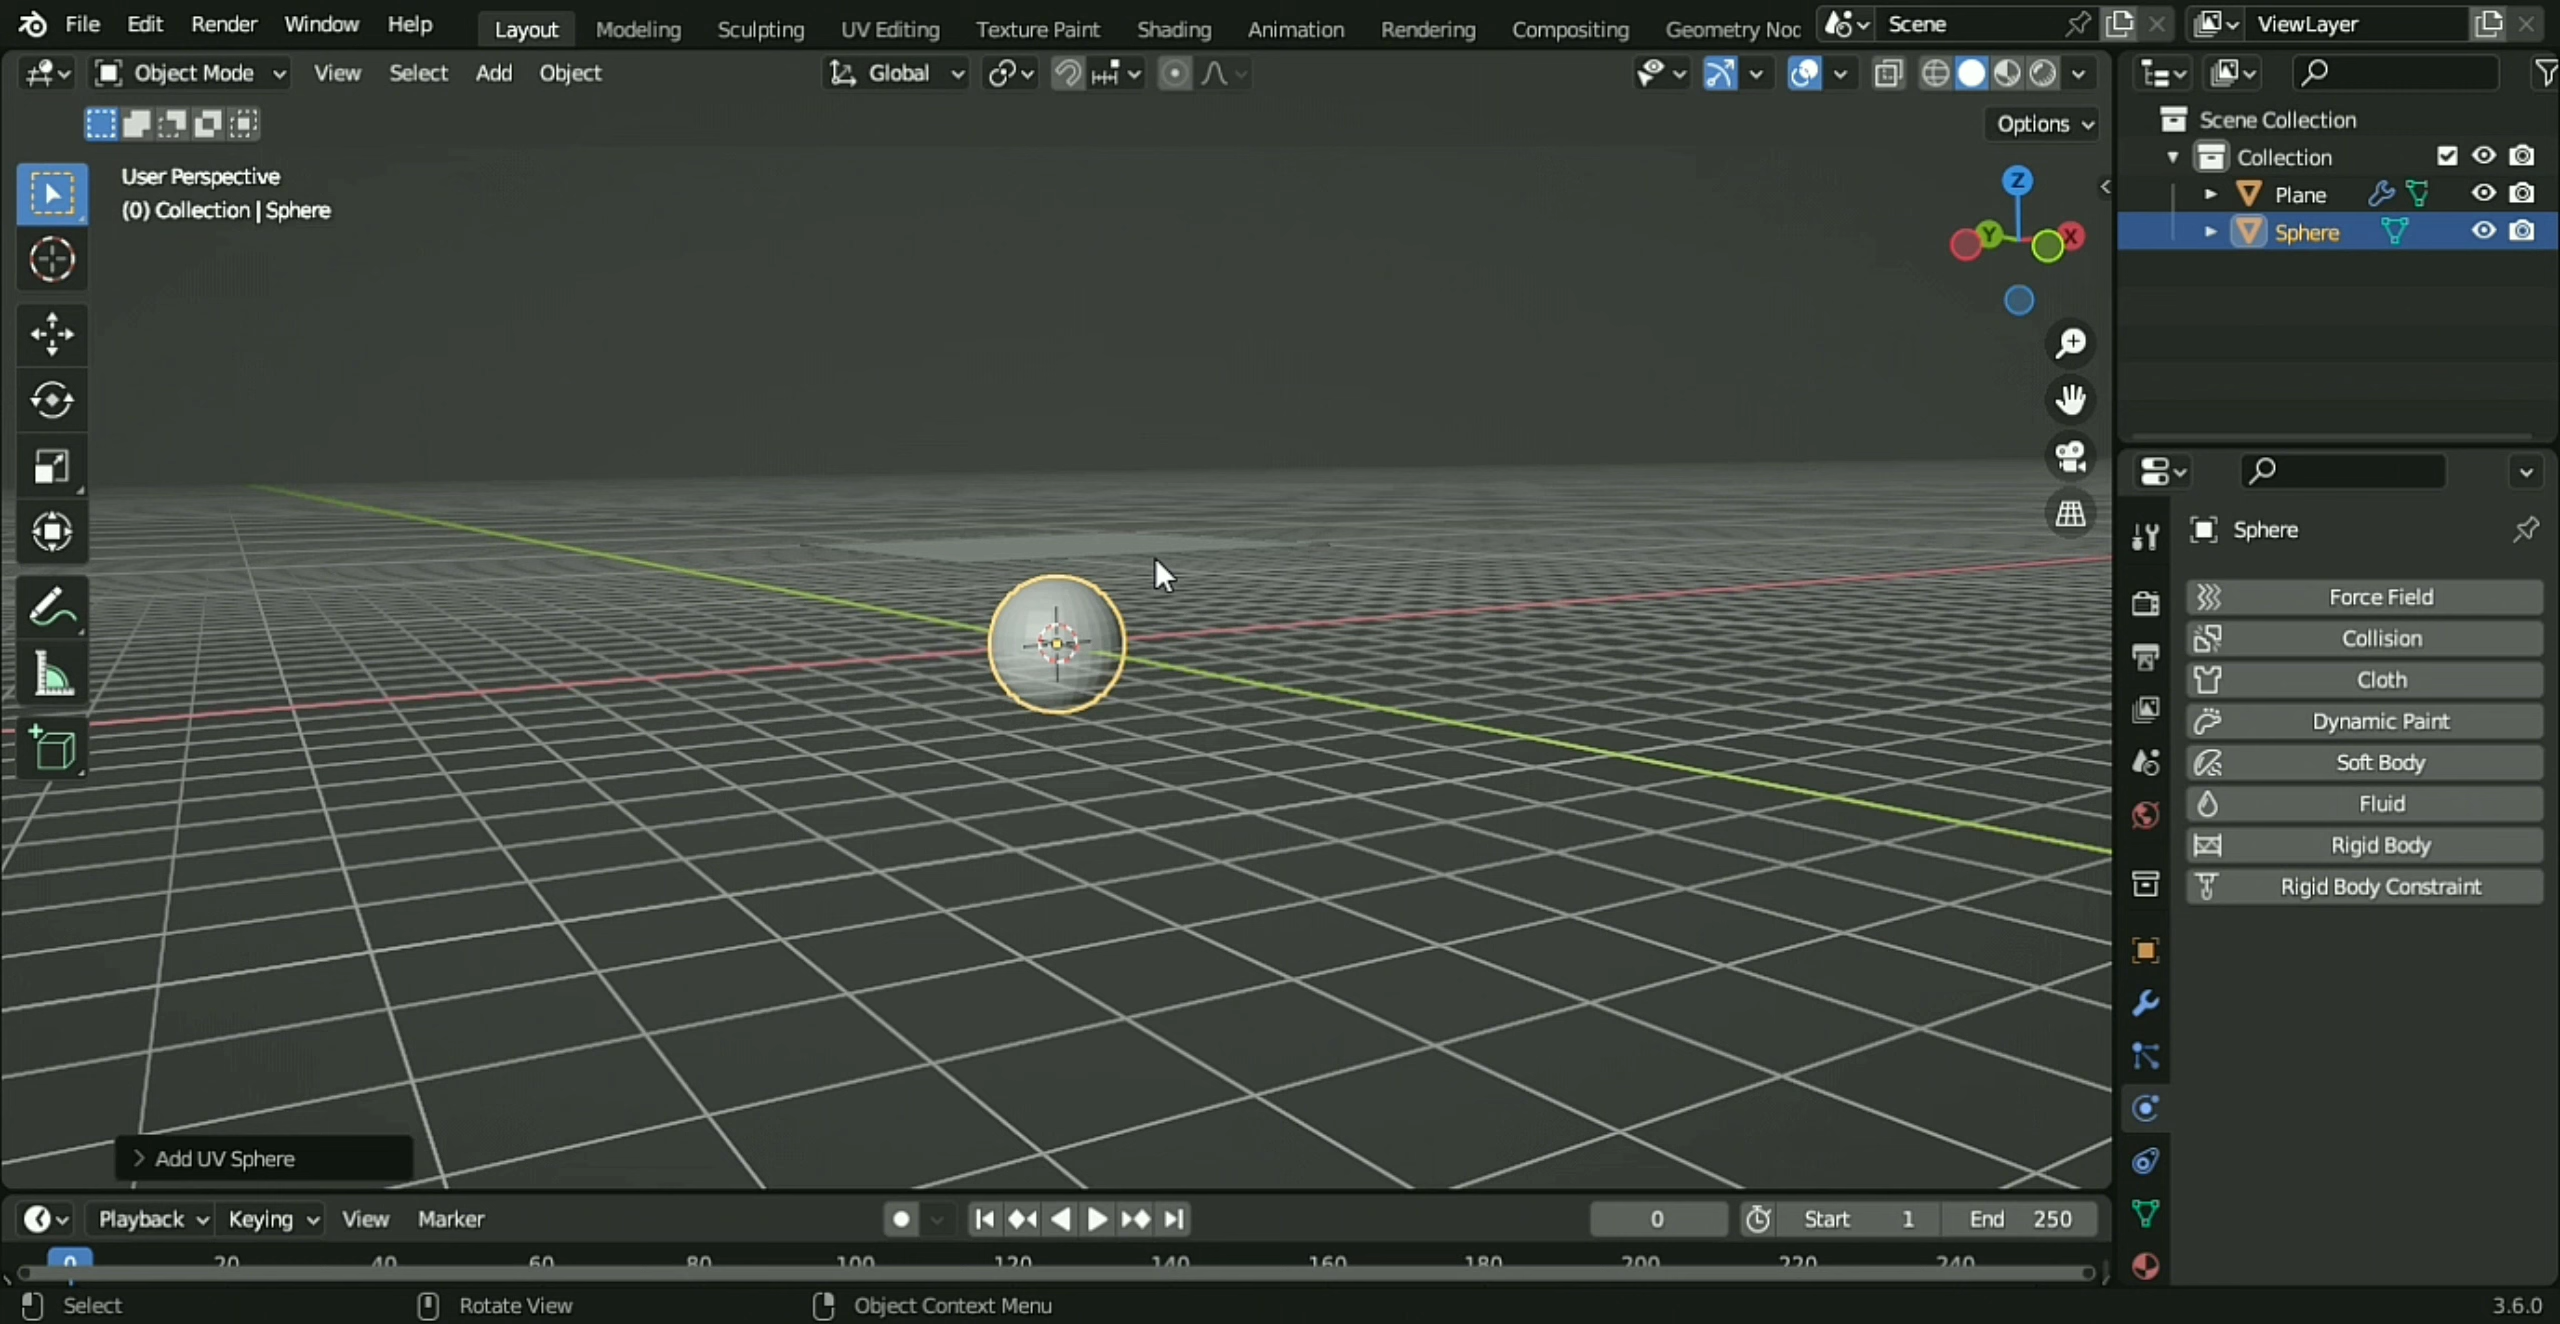 File Edit Render Window Help Layout Modeling Sculpting UV Editing Texture Paint Shading Animation Rendering Compositing Geometry Noc Scene ViewLayer
Object Mode View Select Add Object Global
Options
User Perspective
(0) Collection | Sphere
Z
Y X
Scene Collection
Collection
Plane
Sphere
Sphere
Force Field
Collision
Cloth
Dynamic Paint
Soft Body
Fluid
Rigid Body
Rigid Body Constraint
Add UV Sphere
Playback Keying View Marker 0 Start 1 End 250
0 20 40 60 80 100 120 140 160 180 200 220 240
Select Rotate View Object Context Menu 3.6.0